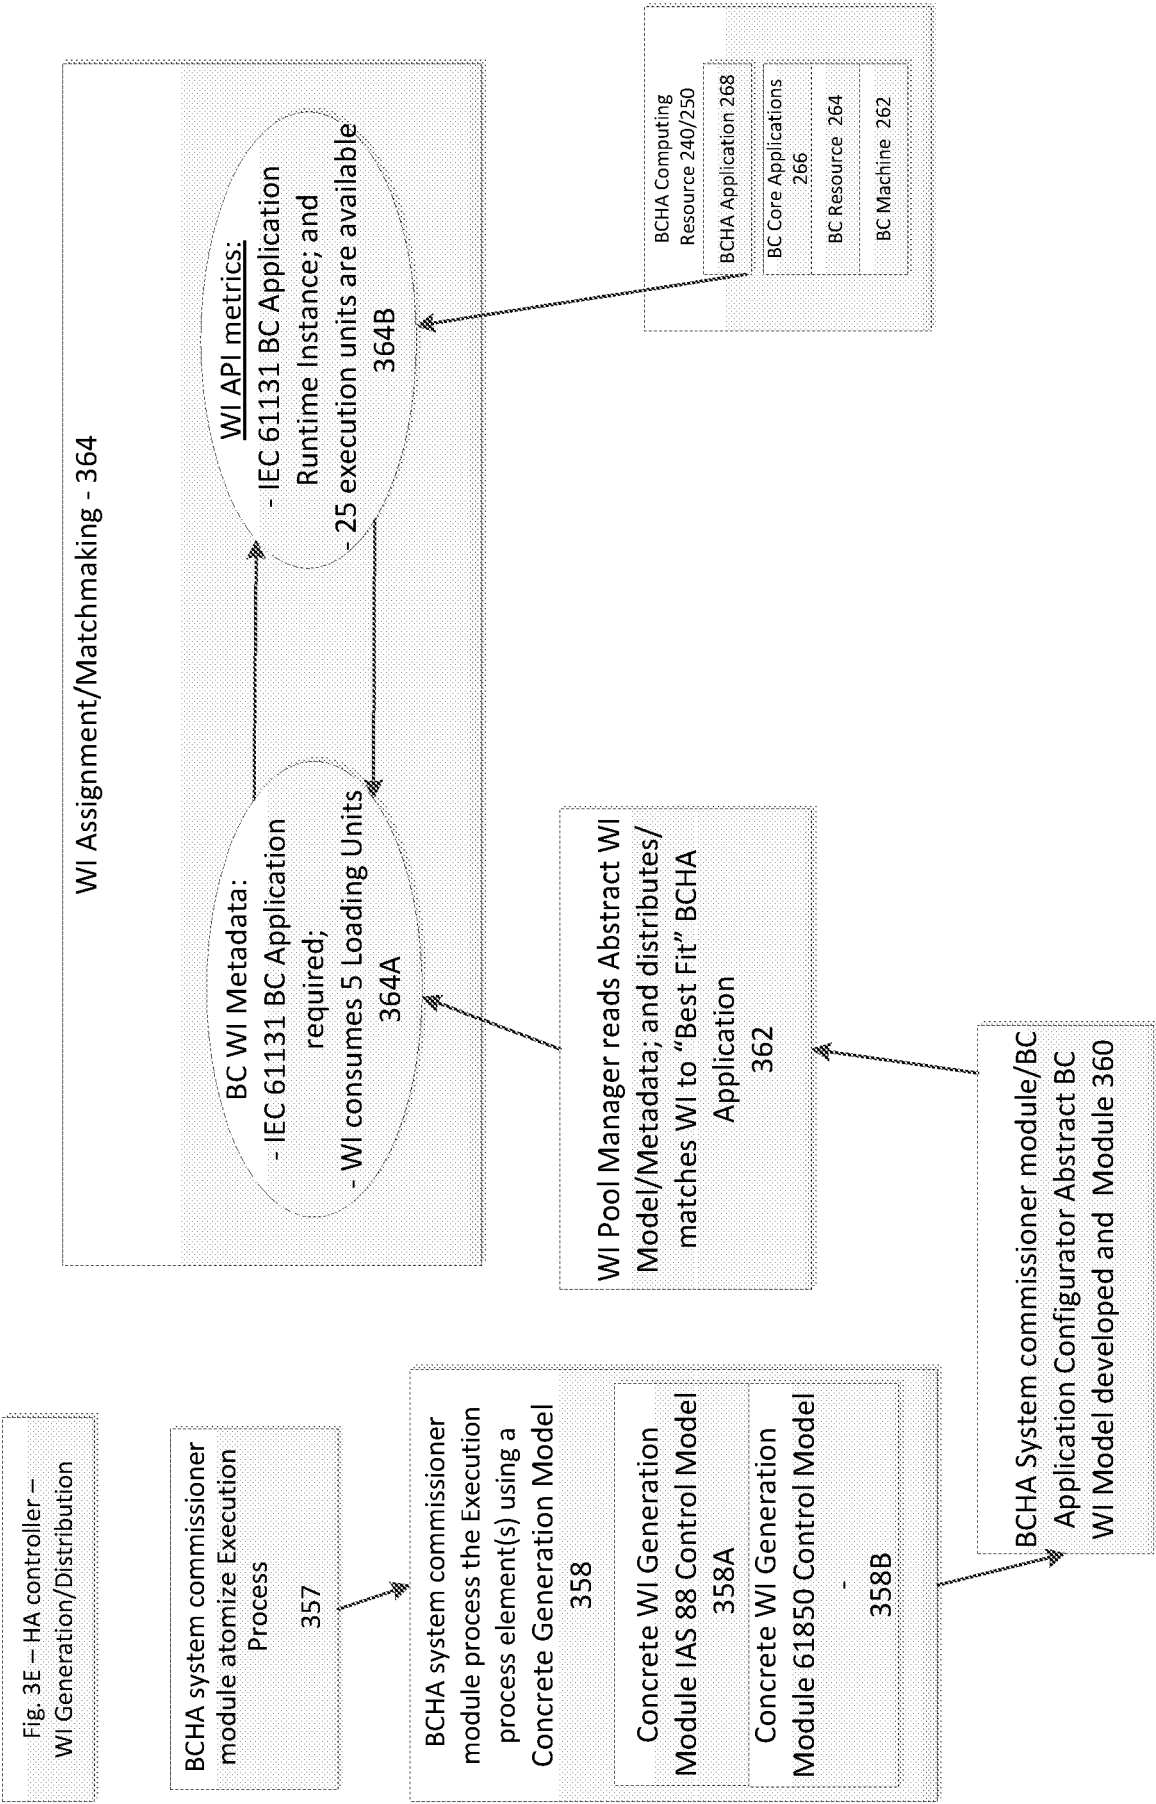 Fig. 3E – HA controller –
WI Generation/Distribution
BCHA system commissioner
module atomize Execution
Process
357
BCHA system commissioner
module process the Execution
process element(s) using a
Concrete Generation Model
358
Concrete WI Generation
Module IAS 88 Control Model
358A
Concrete WI Generation
Module 61850 Control Model
-
358B
BCHA System commissioner module/BC
Application Configurator Abstract BC
WI Model developed and Module 360
WI Pool Manager reads Abstract WI
Model/Metadata; and distributes/
matches WI to “Best Fit” BCHA
Application
362
WI Assignment/Matchmaking - 364
BC WI Metadata:
- IEC 61131 BC Application
required;
- WI consumes 5 Loading Units
364A
WI API metrics:
- IEC 61131 BC Application
Runtime Instance; and
- 25 execution units are available
364B
BCHA Computing
Resource 240/250
BCHA Application 268
BC Core Applications
266
BC Resource 264
BC Machine 262